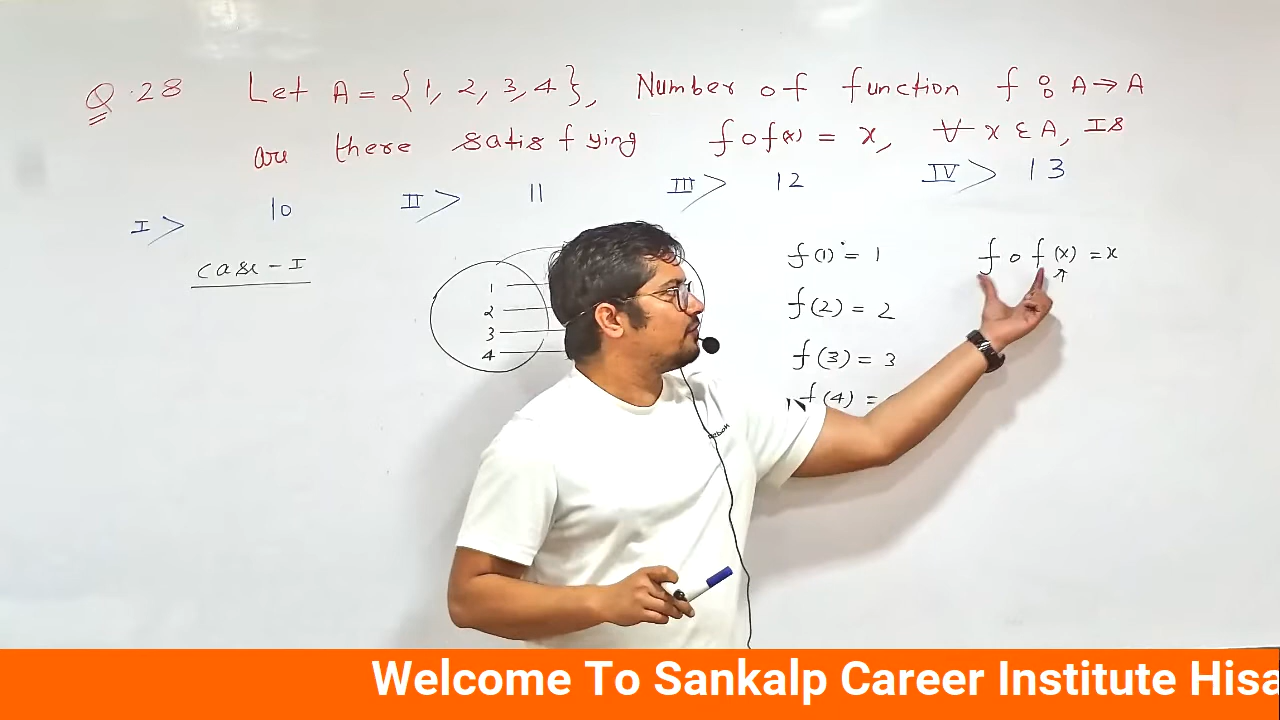 Q.28 Let A = {1, 2, 3, 4}, Number of function f : A → A
are there satisfying fof(x) = x, ∀ x ε A, IS
I > 10 II > 11 III > 12 IV > 13
case - I
1
2
3
4
f(1) = 1
f(2) = 2
f(3) = 3
f(4) =
f o f(x) = x
↑
Welcome To Sankalp Career Institute